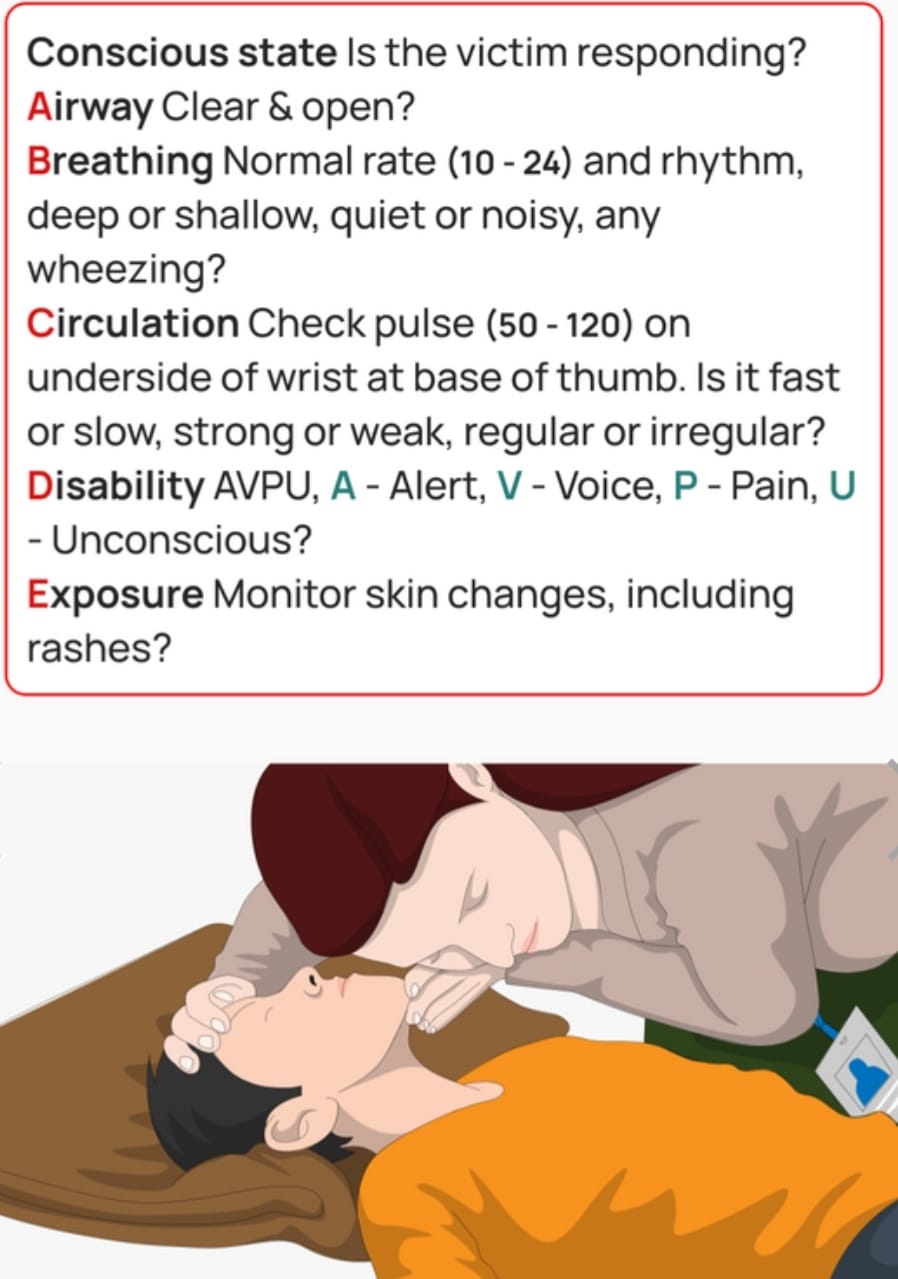 Conscious state Is the victim responding?
Airway Clear & open?
Breathing Normal rate (10 - 24) and rhythm,
deep or shallow, quiet or noisy, any
wheezing?
Circulation Check pulse (50 - 120) on
underside of wrist at base of thumb. Is it fast
or slow, strong or weak, regular or irregular?
Disability AVPU, A - Alert, V - Voice, P - Pain, U
- Unconscious?
Exposure Monitor skin changes, including
rashes?